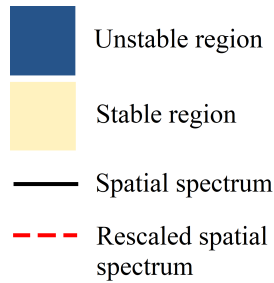 Unstable region
Stable region
Spatial spectrum
Rescaled spatial
spectrum